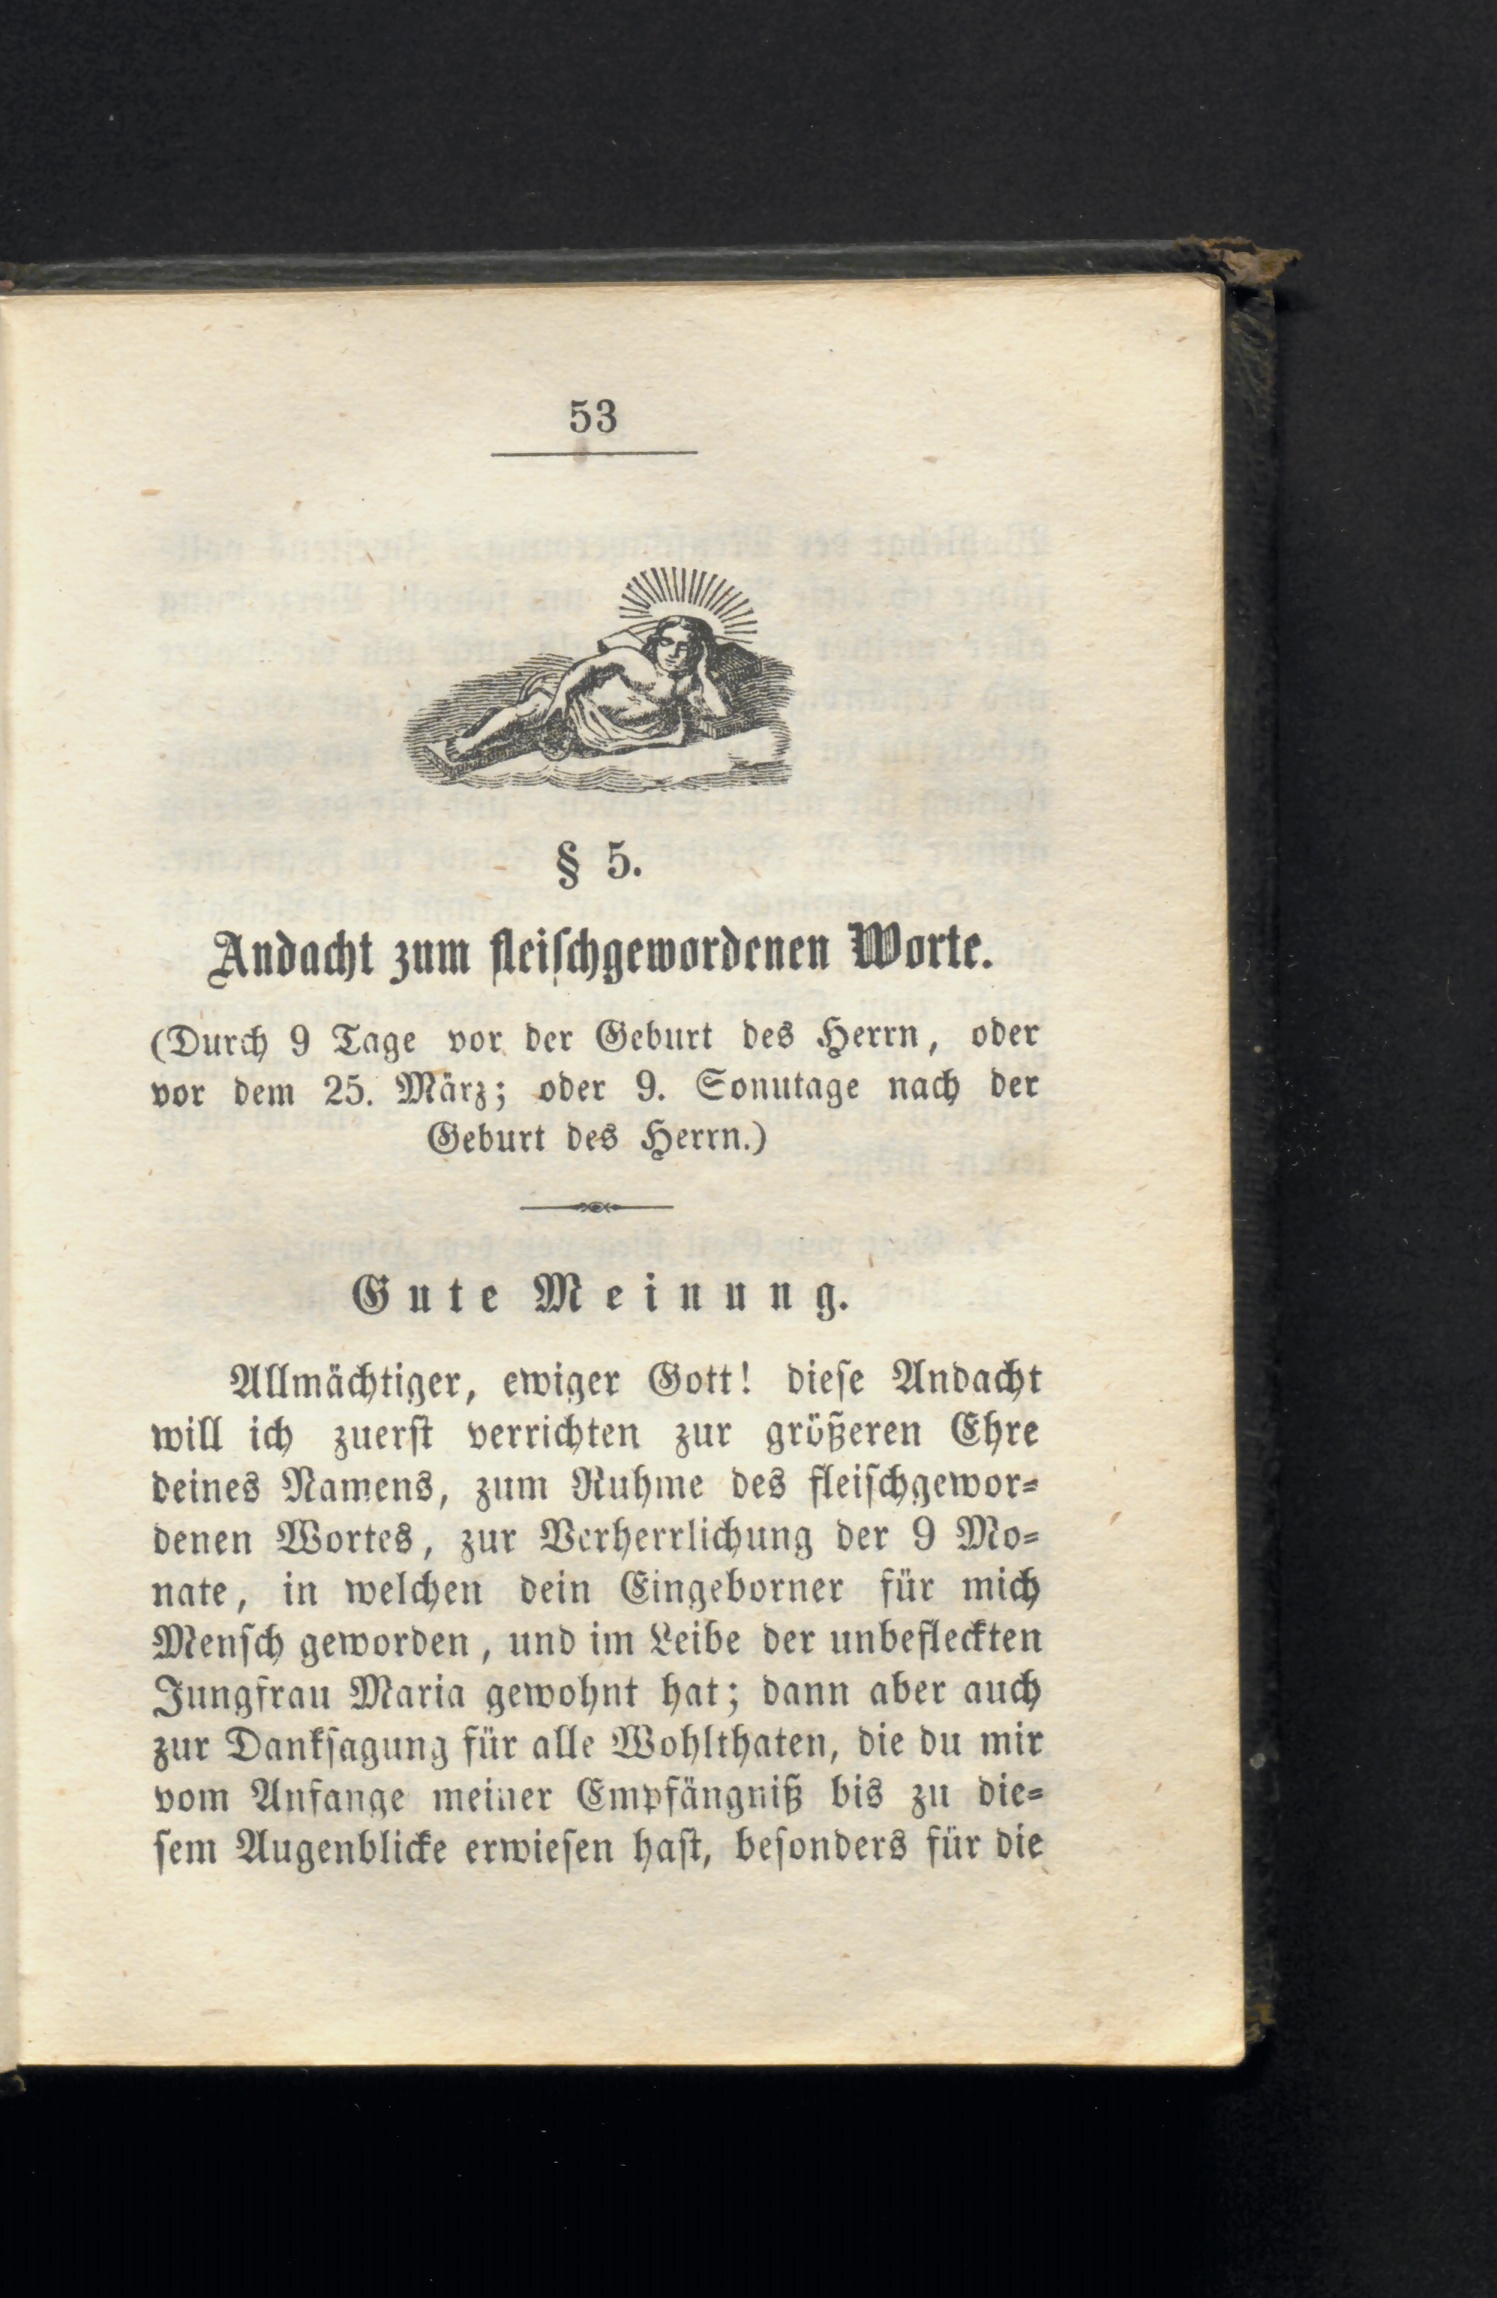 53
§ 5.
Andacht zum fleiſchgewordenen Worte.
(Durch 9 Tage vor der Geburt des Herrn, oder
vor dem 25. März; oder 9. Sonutage nach der
Geburt des Herrn.)
Gute Meinung.
Allmächtiger, ewiger Gott! dieſe Andacht
will ich zuerſt verrichten zur größeren Ehre
deines Namens, zum Ruhme des fleiſchgewor⸗
denen Wortes, zur Verherrlichung der 9 Mo⸗
nate, in welchen dein Eingeborner für mich
Menſch geworden, und im Leibe der unbefleckten
Jungfrau Maria gewohnt hat; dann aber auch
zur Dankſagung für alle Wohlthaten, die du mir
vom Anfange meiner Empfängniß bis zu die⸗
ſem Augenblicke erwieſen haſt, beſonders für die